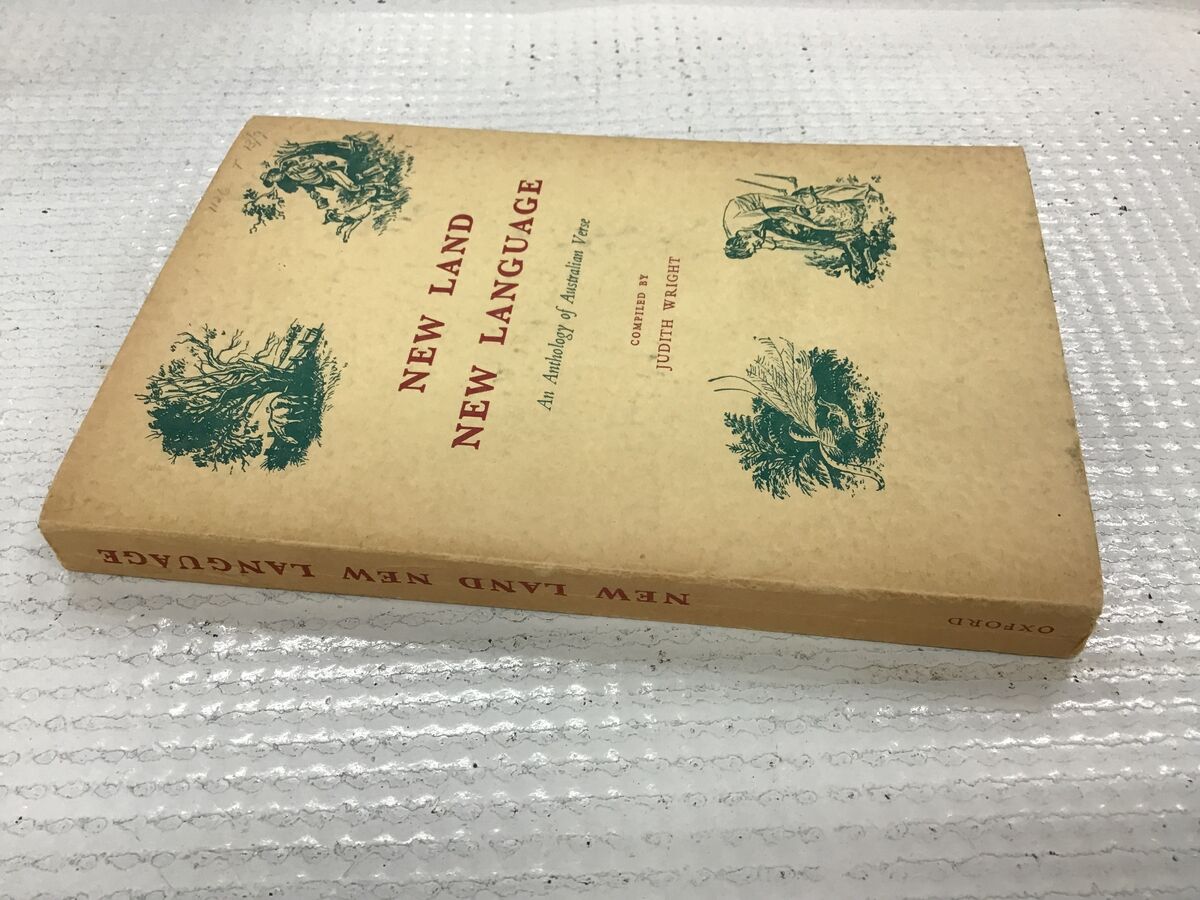 NEW LAND
NEW LANGUAGE
An Anthology of Australian Verse
COMPILED BY
JUDITH WRIGHT
NEW LAND NEW LANGUAGE
OXFORD